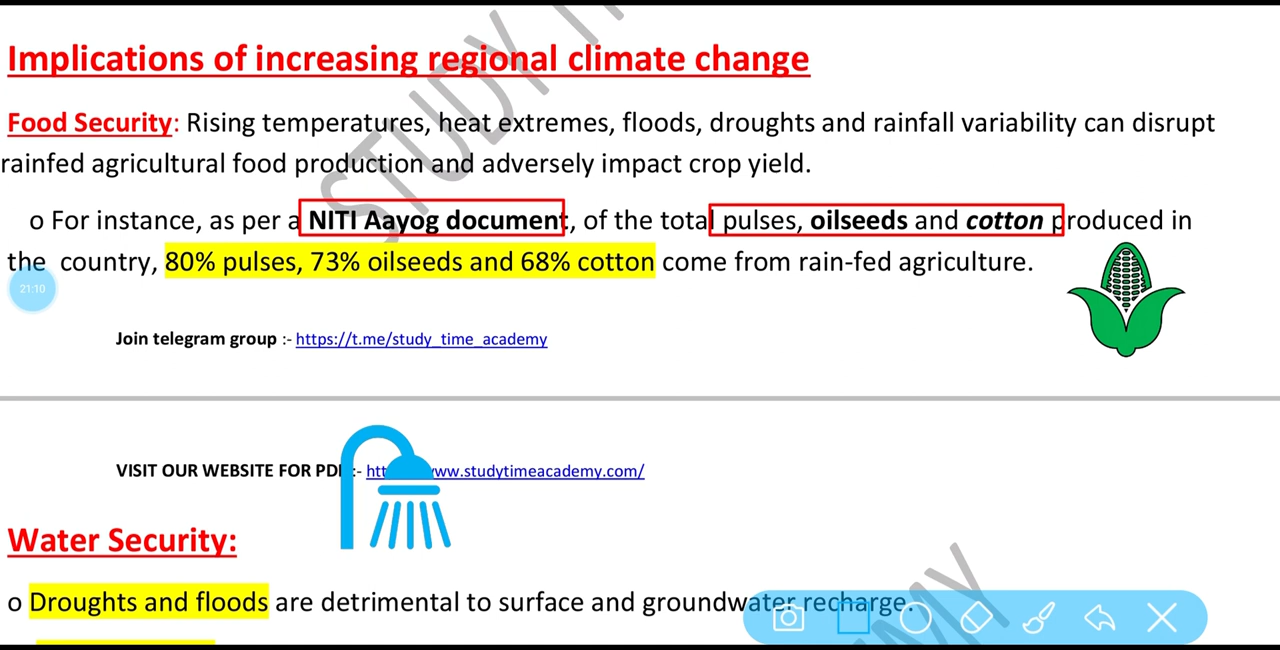 Implications of increasing regional climate change
Food Security: Rising temperatures, heat extremes, floods, droughts and rainfall variability can disrupt
rainfed agricultural food production and adversely impact crop yield.
o For instance, as per a NITI Aayog document, of the total pulses, oilseeds and cotton produced in
the country, 80% pulses, 73% oilseeds and 68% cotton come from rain-fed agriculture.
21:10
Join telegram group :- https://t.me/study_time_academy
VISIT OUR WEBSITE FOR :- ww.studytimeacademy.com/
Water Security:
o Droughts and floods are detrimental to surface and groundwater recharge.
STUDY